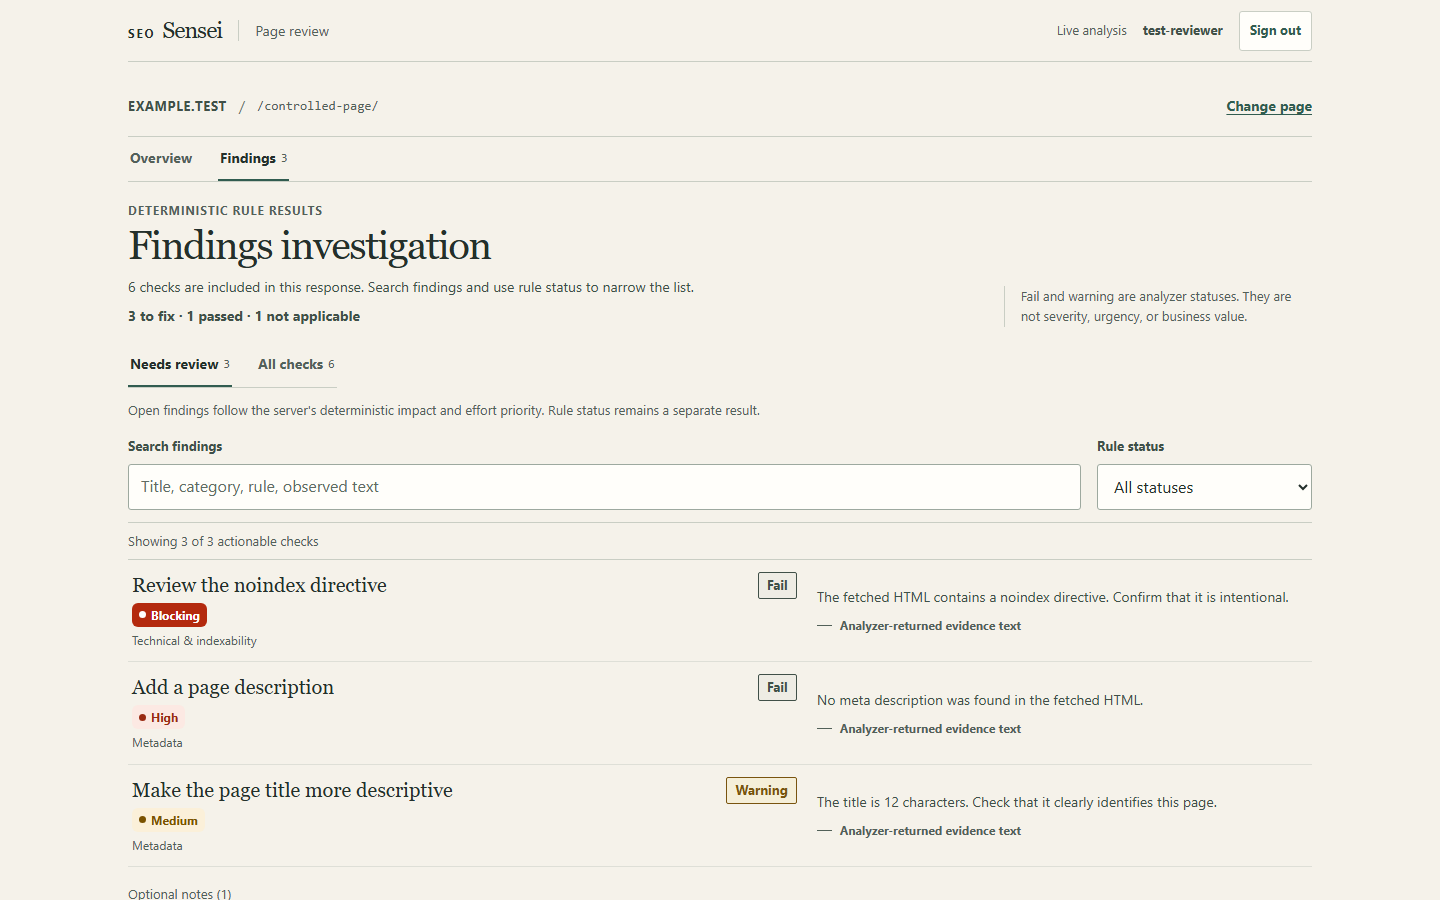 SEO Sensei Page review Live analysis test-reviewer Sign out
EXAMPLE.TEST / /controlled-page/ Change page
Overview Findings 3
DETERMINISTIC RULE RESULTS
Findings investigation
6 checks are included in this response. Search findings and use rule status to narrow the list.
3 to fix · 1 passed · 1 not applicable
Fail and warning are analyzer statuses. They are
not severity, urgency, or business value.
Needs review 3 All checks 6
Open findings follow the server's deterministic impact and effort priority. Rule status remains a separate result.
Search findings
Title, category, rule, observed text
Rule status
All statuses
Showing 3 of 3 actionable checks
Review the noindex directive
Blocking
Technical & indexability
Fail
The fetched HTML contains a noindex directive. Confirm that it is intentional.
— Analyzer-returned evidence text
Add a page description
High
Metadata
Fail
No meta description was found in the fetched HTML.
— Analyzer-returned evidence text
Make the page title more descriptive
Medium
Metadata
Warning
The title is 12 characters. Check that it clearly identifies this page.
— Analyzer-returned evidence text
Optional notes (1)